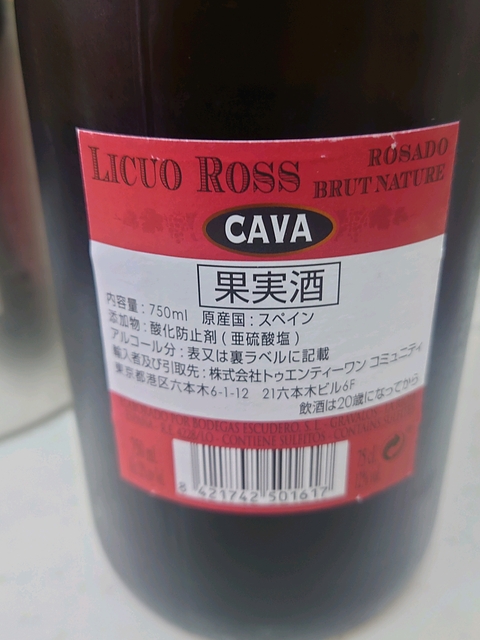 LICUO ROSS
ROSADO
BRUT NATURE
CAVA
果実酒
内容量：750ml 原産国：スペイン
添加物：酸化防止剤(亜硫酸塩)
アルコール分：表又は裏ラベルに記載
輸入者及び引取先：株式会社トゥエンティーワン コミュニティ
東京都港区六本木6-1-12 21六本木ビル6F
飲酒は20歳になってから
POR BODEGAS ESCUDERO, S.L.
CONTIENE SULFITOS
8 421742 501617